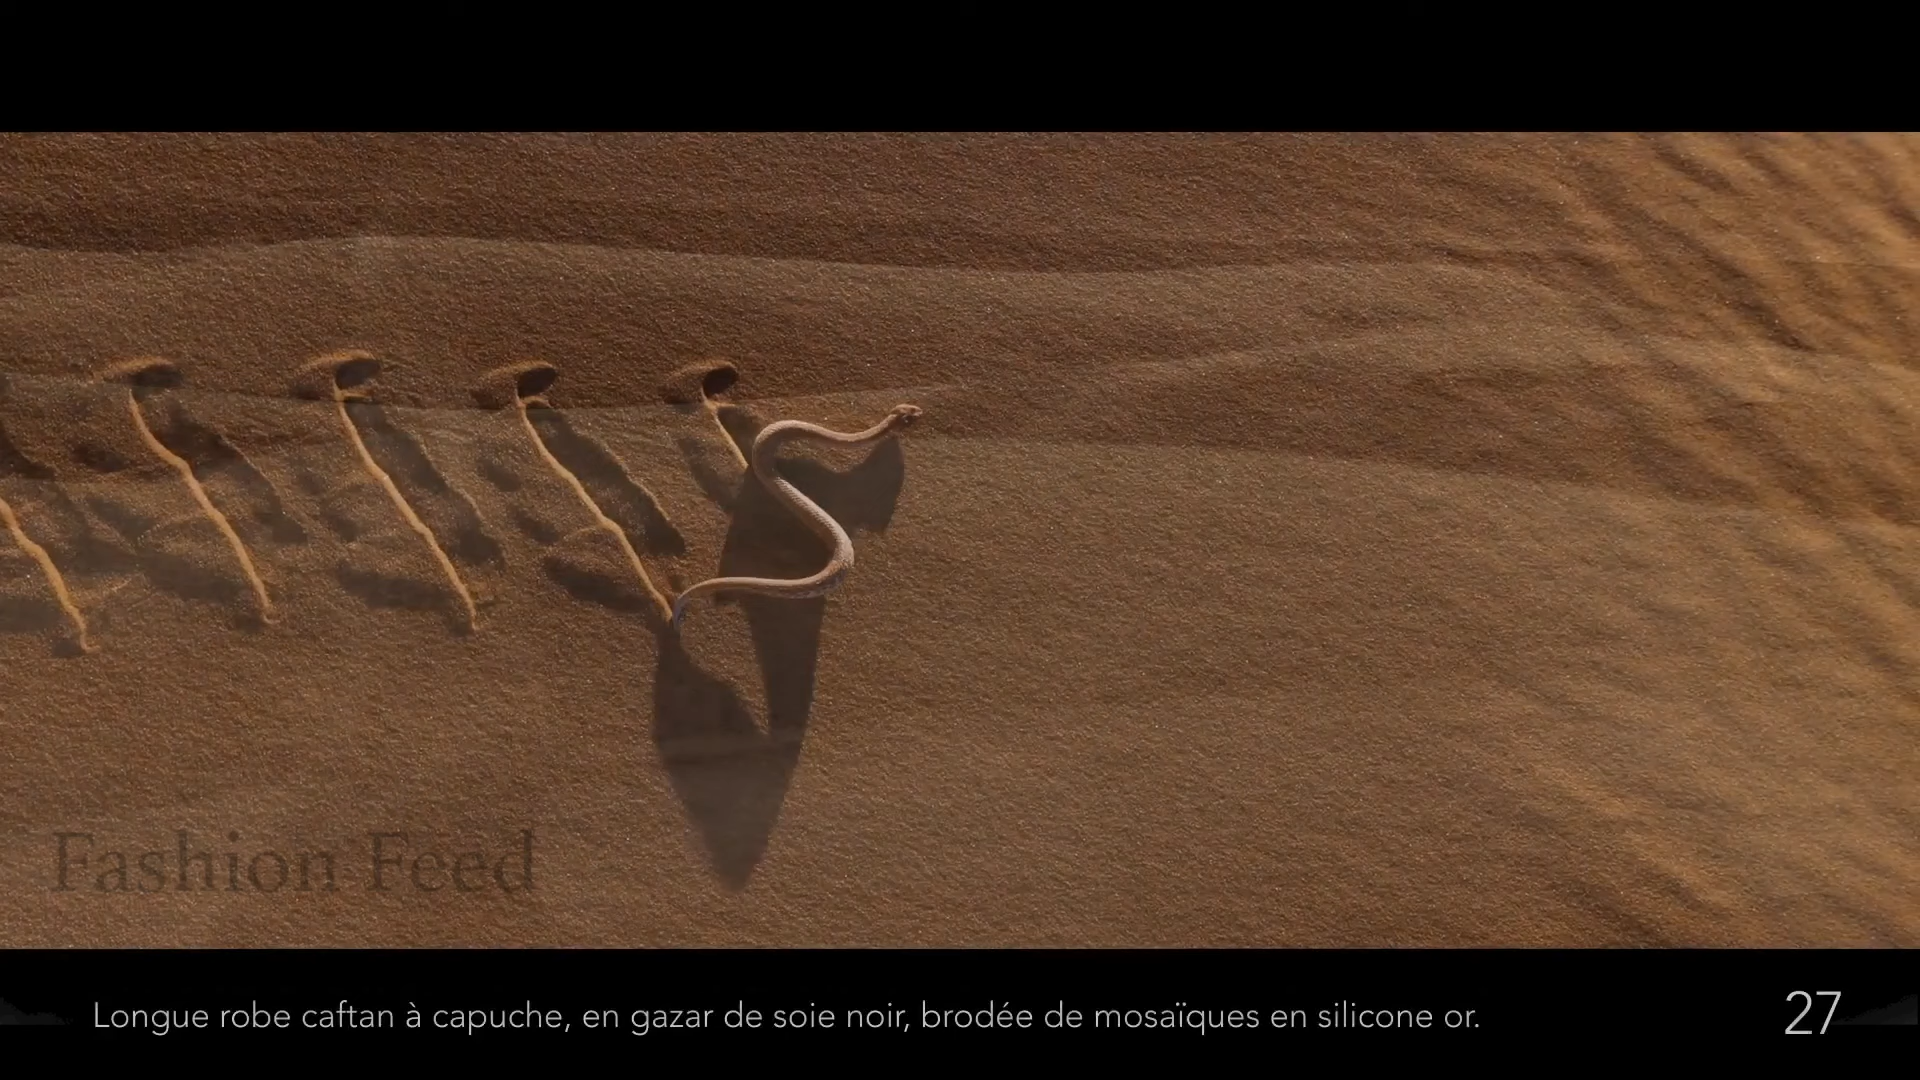 Fashion Feed
Longue robe caftan à capuche, en gazar de soie noir, brodée de mosaïques en silicone or.
27